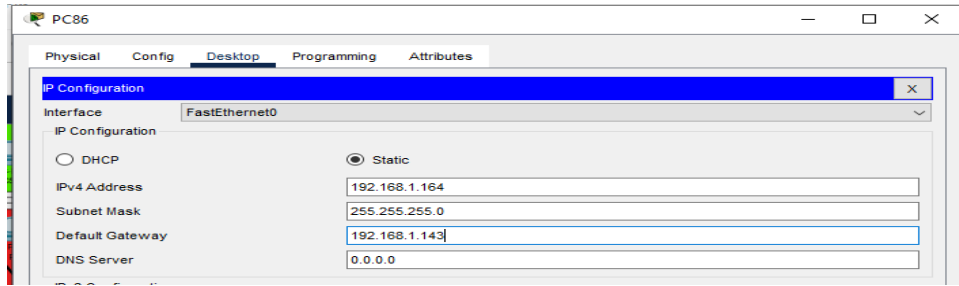 PC86
Physical Config Desktop Programming Attributes
IP Configuration X
Interface FastEthernet0
IP Configuration
DHCP Static
IPv4 Address 192.168.1.164
Subnet Mask 255.255.255.0
Default Gateway 192.168.1.143
DNS Server 0.0.0.0